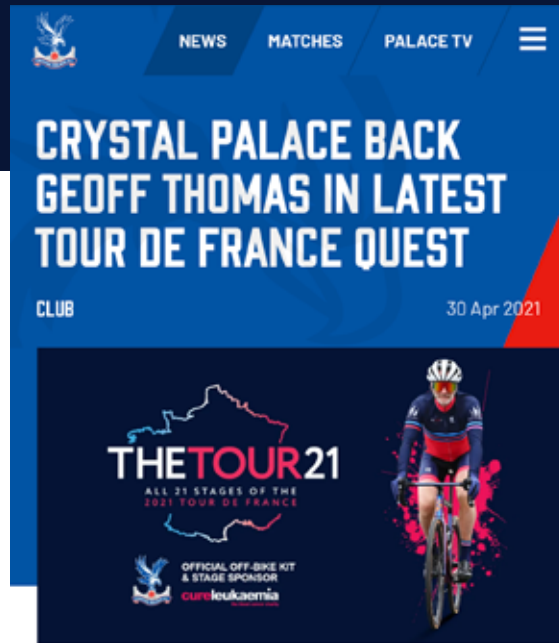 NEWS MATCHES PALACE TV
CRYSTAL PALACE BACK
GEOFF THOMAS IN LATEST
TOUR DE FRANCE QUEST
CLUB 30 Apr 2021
THETOUR21
ALL 21 STAGES OF THE
2021 TOUR DE FRANCE
OFFICIAL OFF-BIKE KIT
& STAGE SPONSOR
cureleukaemia